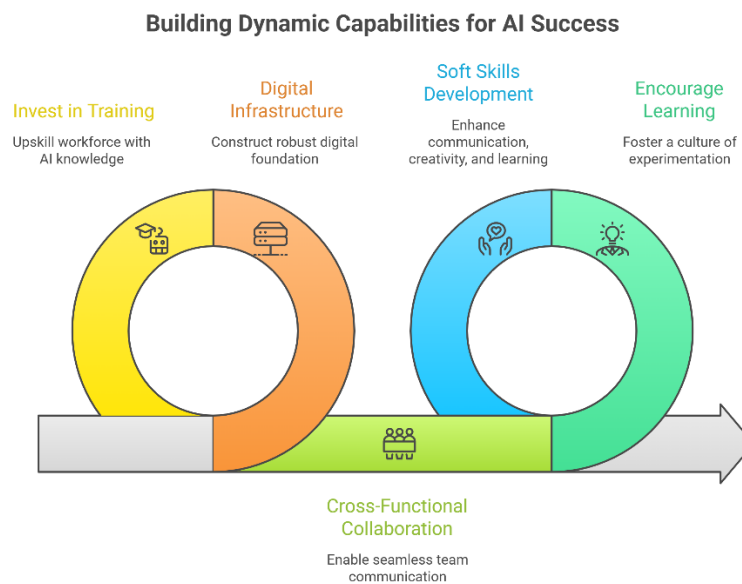 Building Dynamic Capabilities for AI Success
Invest in Training
Upskill workforce with
AI knowledge
Digital
Infrastructure
Construct robust digital
foundation
Soft Skills
Development
Enhance
communication,
creativity, and learning
Encourage
Learning
Foster a culture of
experimentation
Cross-Functional
Collaboration
Enable seamless team
communication